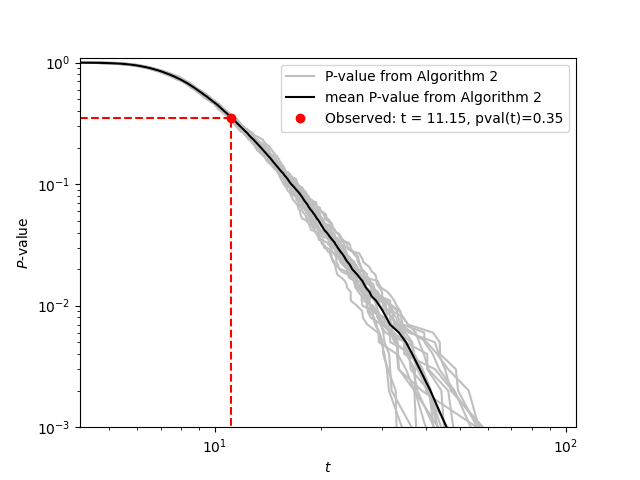 P-value from Algorithm 2
mean P-value from Algorithm 2
Observed: t = 11.15, pval(t)=0.35
10⁰
10⁻¹
10⁻²
10⁻³
P-value
10¹
10²
t